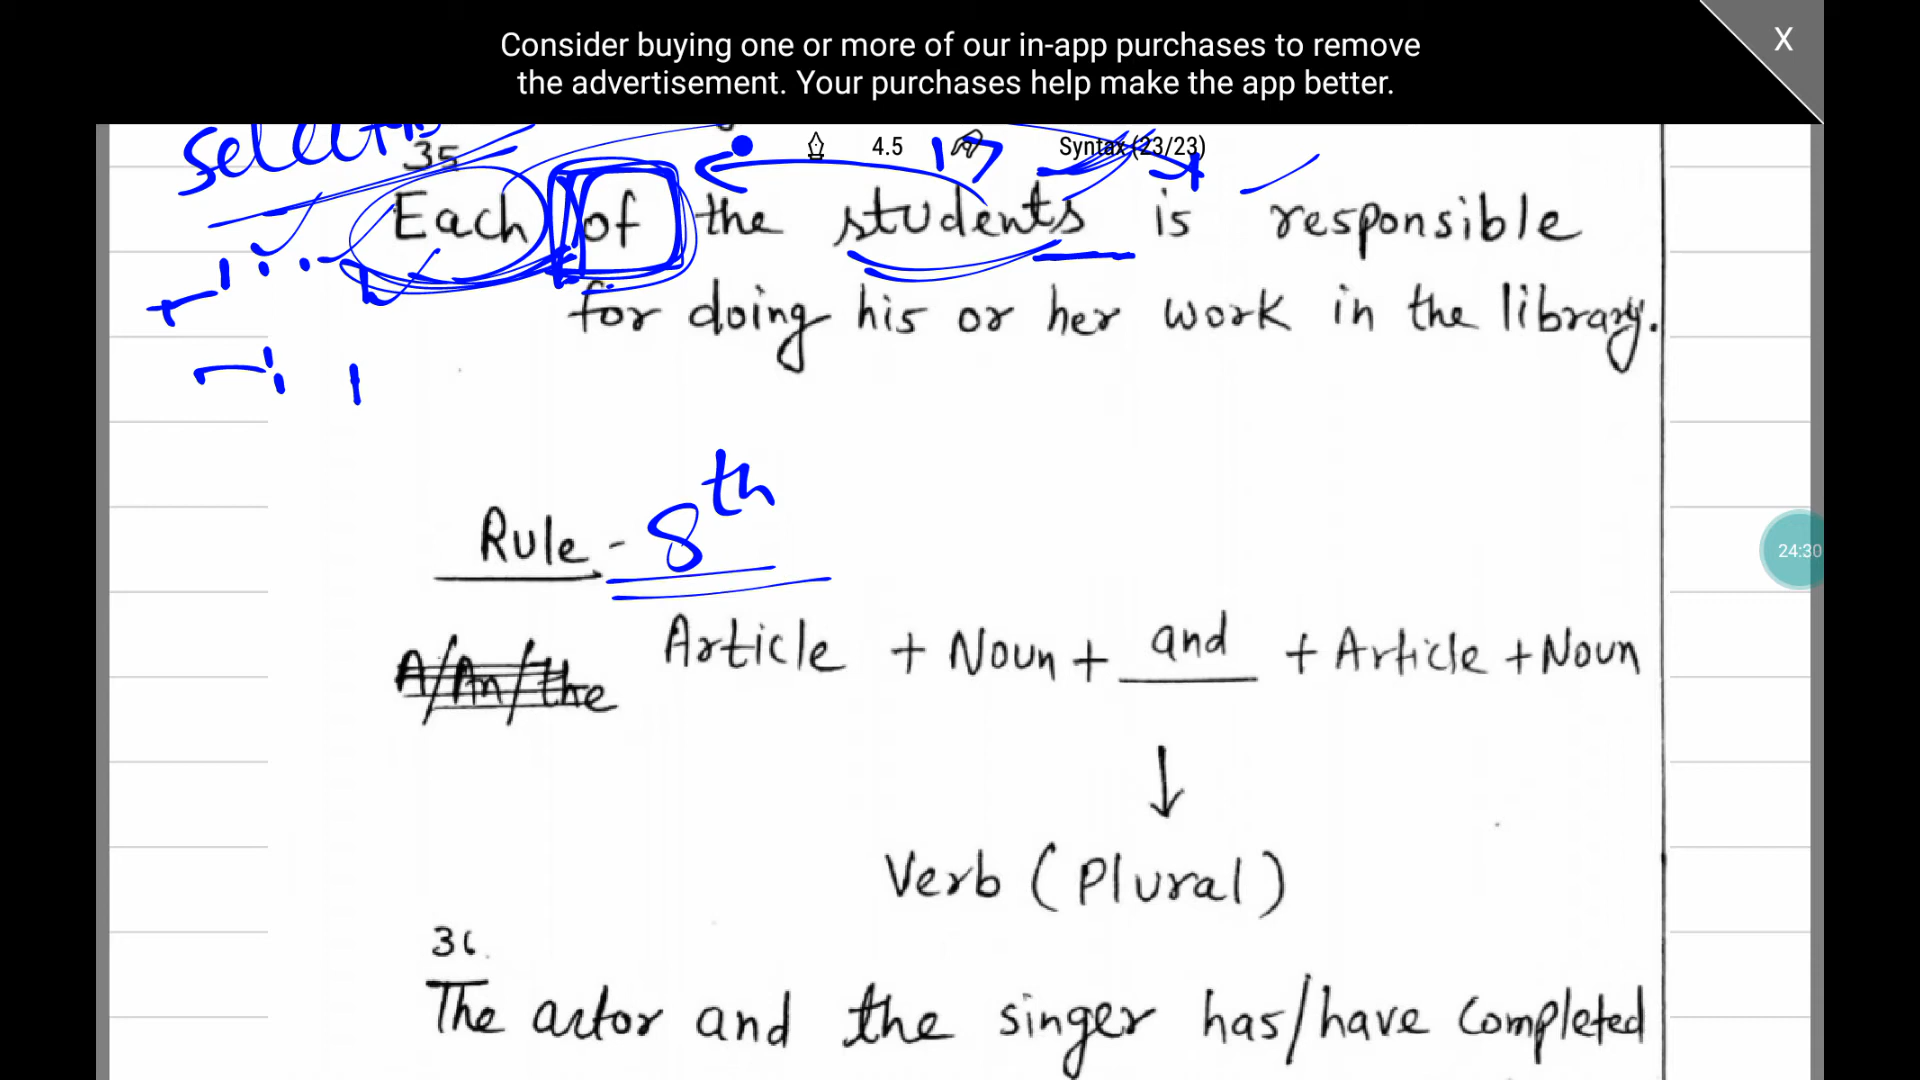 Consider buying one or more of our in-app purchases to remove
the advertisement. Your purchases help make the app better.
X
4.5
Syntax (23/23)
35
Each of the students is responsible
for doing his or her work in the library.
24:30
Rule - 8th
A/An/the Article + Noun + and + Article + Noun
Verb (Plural)
36.
The actor and the singer has/have completed